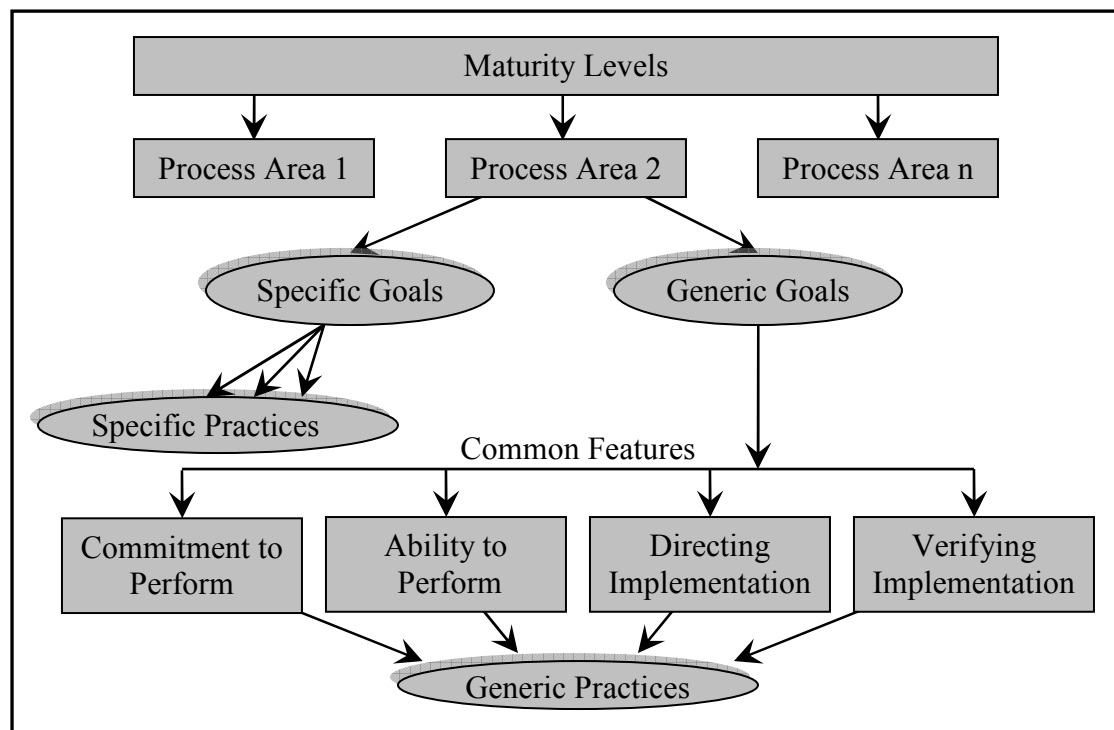 Maturity Levels
Process Area 1
Process Area 2
Process Area n
Specific Goals
Generic Goals
Specific Practices
Common Features
Commitment to
Perform
Ability to
Perform
Directing
Implementation
Verifying
Implementation
Generic Practices